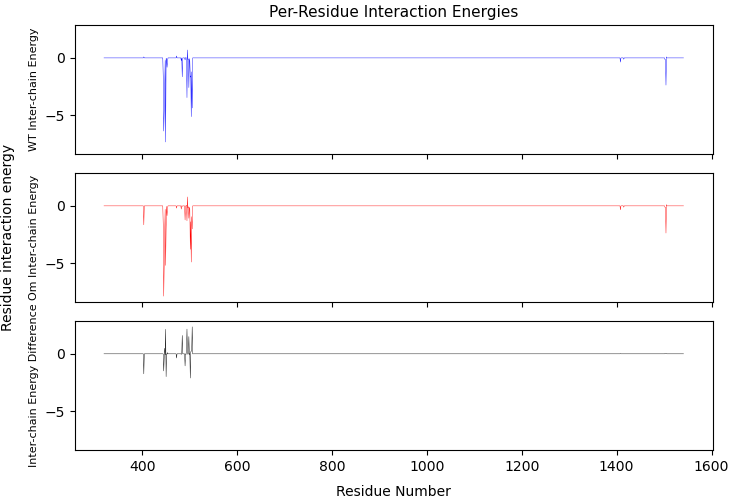 Per-Residue Interaction Energies
Residue interaction energy
WT Inter-chain Energy
0
−5
Om Inter-chain Energy
0
−5
Inter-chain Energy Difference
0
−5
400 600 800 1000 1200 1400 1600
Residue Number